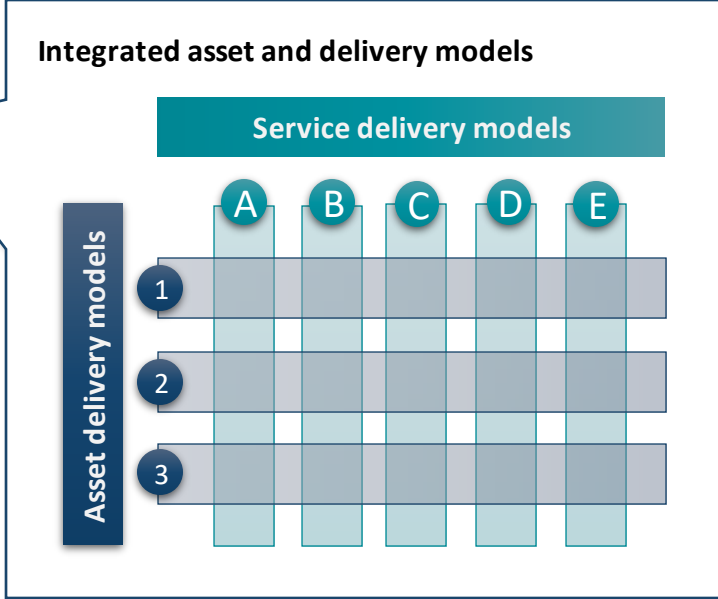 Integrated asset and delivery models
Service delivery models
A B C D E
Asset delivery models
1
2
3